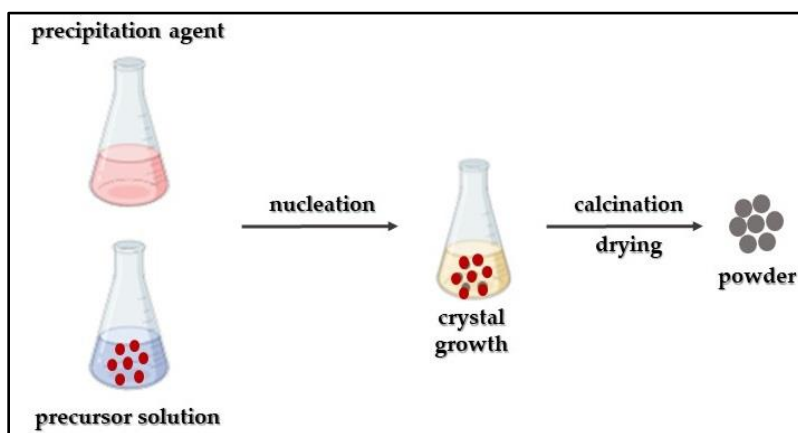 precipitation agent
precursor solution
nucleation
crystal
growth
calcination
drying
powder